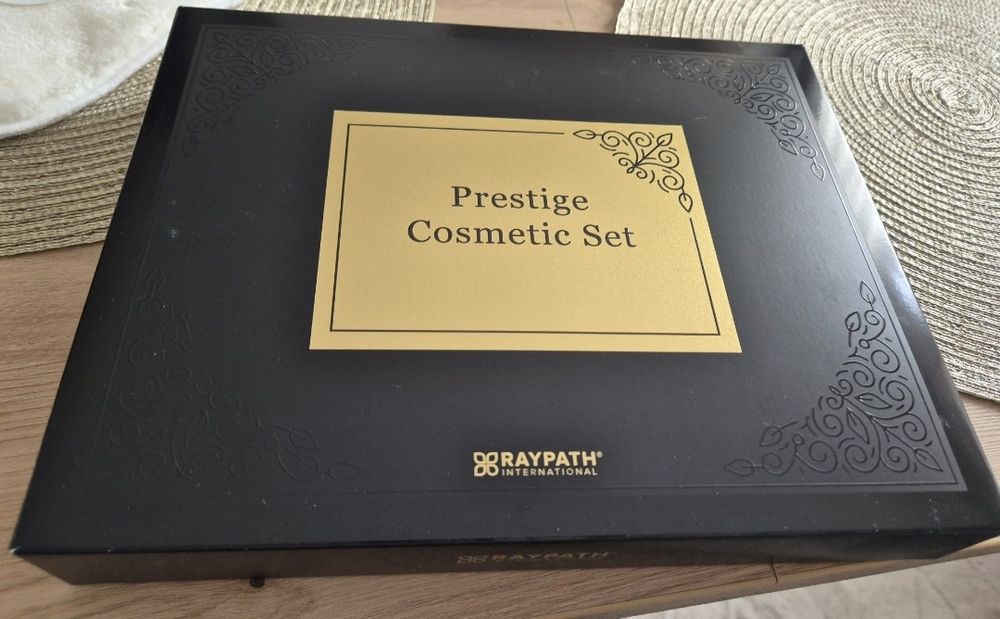 Prestige
Cosmetic Set
RAYPATH®
INTERNATIONAL
RAYPATH